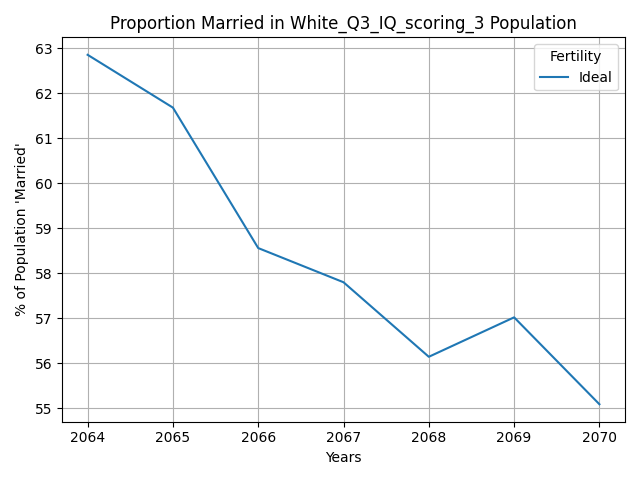 Proportion Married in White_Q3_IQ_scoring_3 Population
% of Population 'Married'
63
62
61
60
59
58
57
56
55
Fertility
Ideal
2064 2065 2066 2067 2068 2069 2070
Years